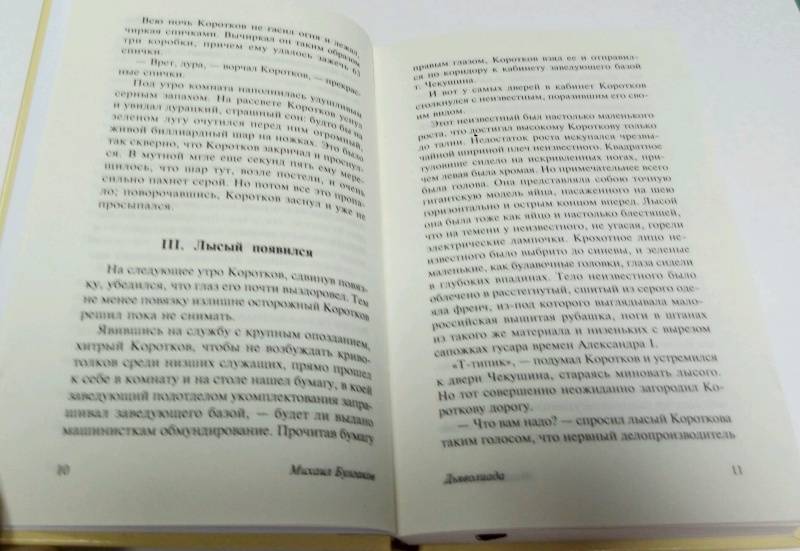 Всю ночь Коротков не гасил огня и лежал,
чиркая спичками. Вычиркал он таким образом
три коробки, причем ему удалось зажечь 63
спички.
— Врет, дура, — ворчал Коротков, — прекрас-
ные спички.
Под утро комната наполнилась удушливым
серным запахом. На рассвете Коротков уснул
и увидал дурацкий, страшный сон: будто бы на
зеленом лугу очутился перед ним огромный,
живой биллиардный шар на ножках. Это было
так скверно, что Коротков закричал и проснул-
ся. В мутной мгле еще секунд пять ему мере-
щилось, что шар тут, возле постели, и очень
сильно пахнет серой. Но потом все это пропа-
ло; поворочавшись, Коротков заснул и уже не
просыпался.
III. Лысый появился
На следующее утро Коротков, сдвинув повяз-
ку, убедился, что глаз его почти выздоровел. Тем
не менее повязку излишне осторожный Коротков
решил пока не снимать.
Явившись на службу с крупным опозданием,
хитрый Коротков, чтобы не возбуждать криво-
толков среди низших служащих, прямо прошел
к себе в комнату и на столе нашел бумагу, в коей
заведующий подотделом укомплектования запра-
шивал заведующего базой, — будет ли выдано
машинисткам обмундирование. Прочитав бумагу
10
Михаил Булгаков
правым глазом, Коротков взял ее и отправил-
ся по коридору к кабинету заведующего базой
т. Чекушина.
И вот у самых дверей в кабинет Коротков
столкнулся с неизвестным, поразившим его сво-
им видом.
Этот неизвестный был настолько маленького
роста, что достигал высокому Короткову только
до талии. Недостаток роста искупался чрезвы-
чайной шириной плеч неизвестного. Квадратное
туловище сидело на искривленных ногах, при-
чем левая была хромая. Но примечательнее всего
была голова. Она представляла собою точную
гигантскую модель яйца, насаженного на шею
горизонтально и острым концом вперед. Лысой
она была тоже как яйцо и настолько блестящей,
что на темени у неизвестного, не угасая, горели
электрические лампочки. Крохотное лицо не-
известного было выбрито до синевы, и зеленые
маленькие, как булавочные головки, глаза сидели
в глубоких впадинах. Тело неизвестного было
облечено в расстегнутый, сшитый из серого оде-
яла френч, из-под которого выглядывала мало-
российская вышитая рубашка, ноги в штанах
из такого же материала и низеньких с вырезом
сапожках гусара времен Александра I.
«Т-типик», — подумал Коротков и устремился
к двери Чекушина, стараясь миновать лысого.
Но тот совершенно неожиданно загородил Ко-
роткову дорогу.
— Что вам надо? — спросил лысый Короткова
таким голосом, что нервный делопроизводитель
Дьяволиада
11